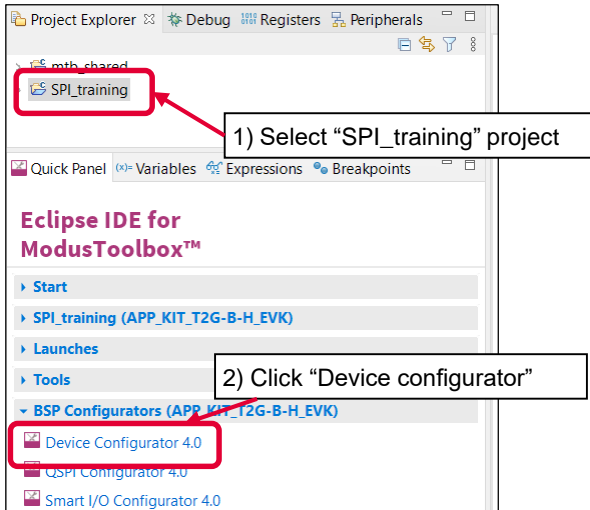 Project Explorer Debug 1010 0101 Registers Peripherals
mtb_shared
SPI_training
1) Select “SPI_training” project
Quick Panel (x)= Variables Expressions Breakpoints
Eclipse IDE for
ModusToolbox™
Start
SPI_training (APP_KIT_T2G-B-H_EVK)
Launches
Tools
2) Click “Device configurator”
BSP Configurators (APP_KIT_T2G-B-H_EVK)
Device Configurator 4.0
QSPI Configurator 4.0
Smart I/O Configurator 4.0